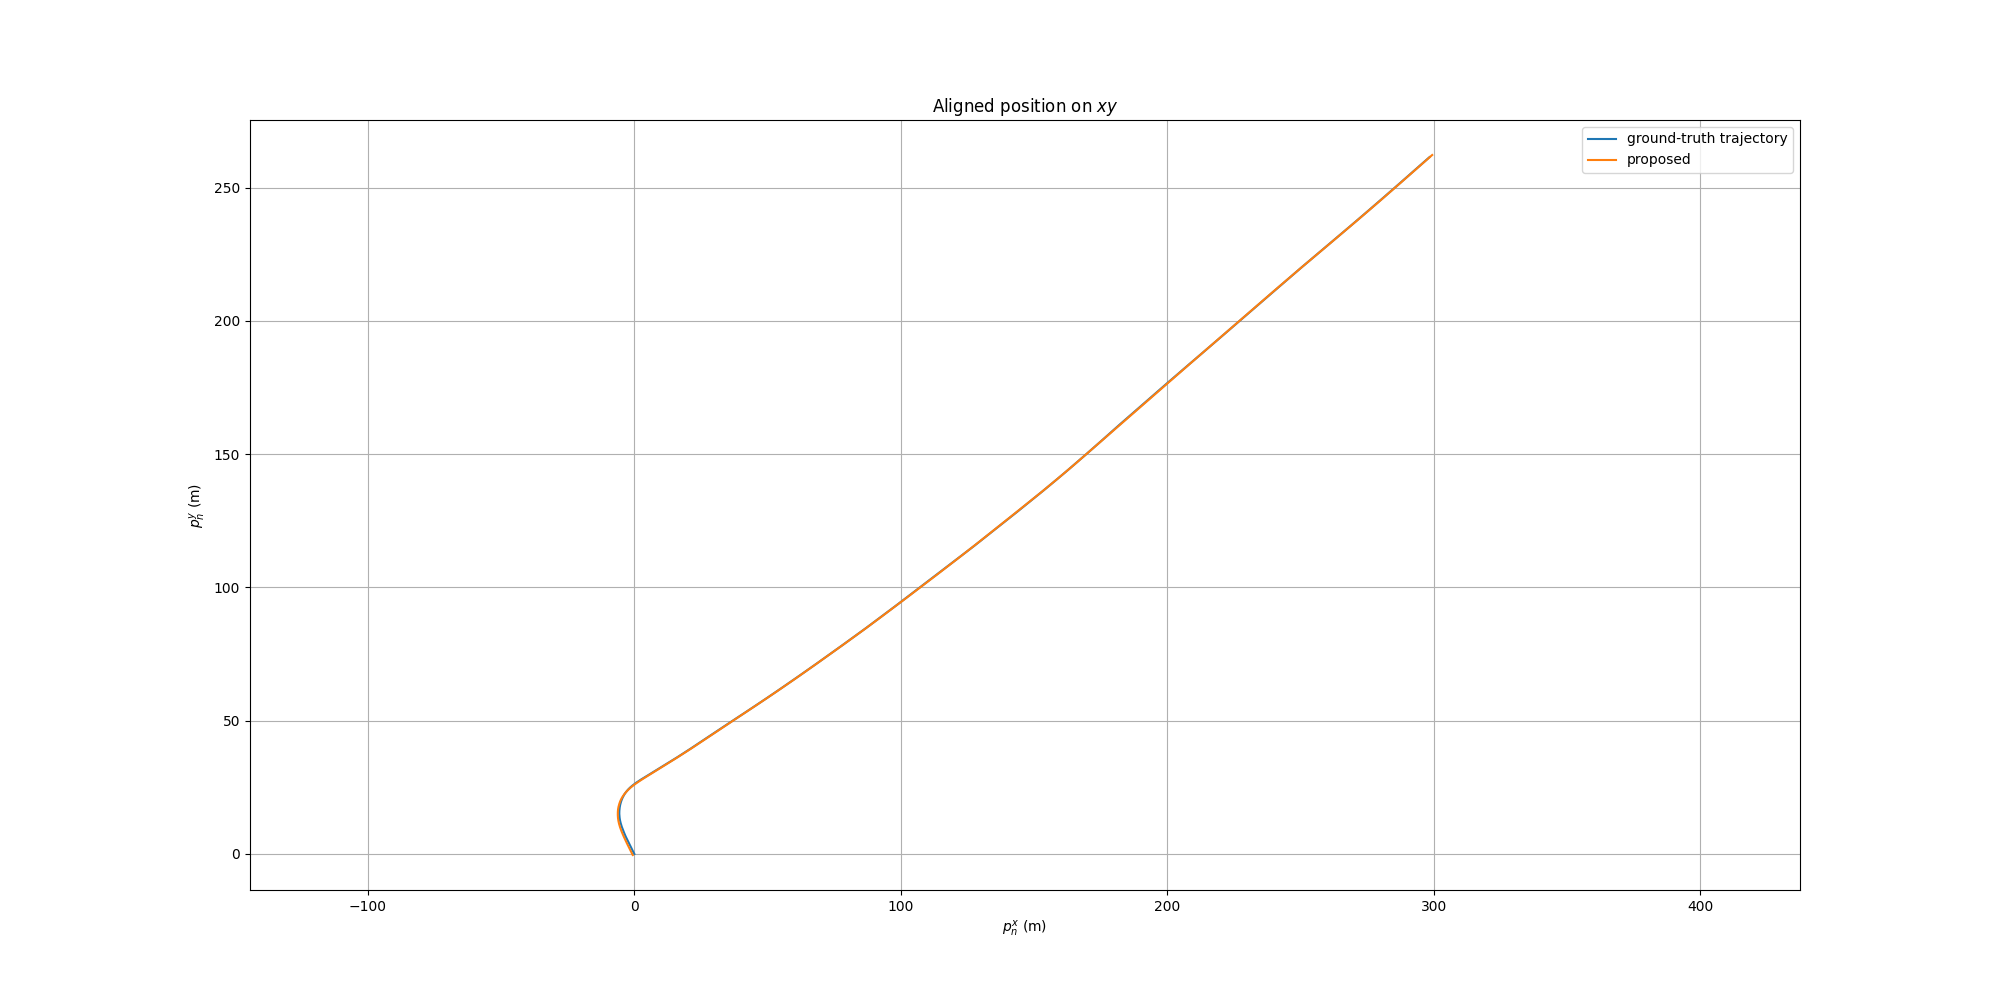 Aligned position on xy
ground-truth trajectory
proposed
250
200
150
100
50
0
p_n^y (m)
−100
0
100
200
300
400
p_n^x (m)